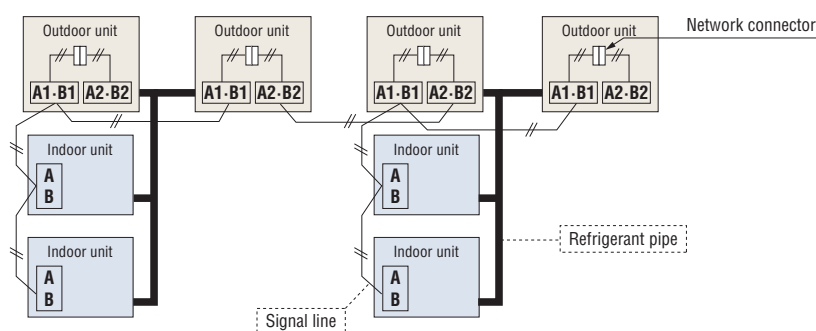 Outdoor unit
A1·B1 A2·B2
Outdoor unit
A1·B1 A2·B2
Outdoor unit
A1·B1 A2·B2
Outdoor unit
A1·B1 A2·B2
Network connector
Indoor unit
A
B
Indoor unit
A
B
Indoor unit
A
B
Indoor unit
A
B
Refrigerant pipe
Signal line